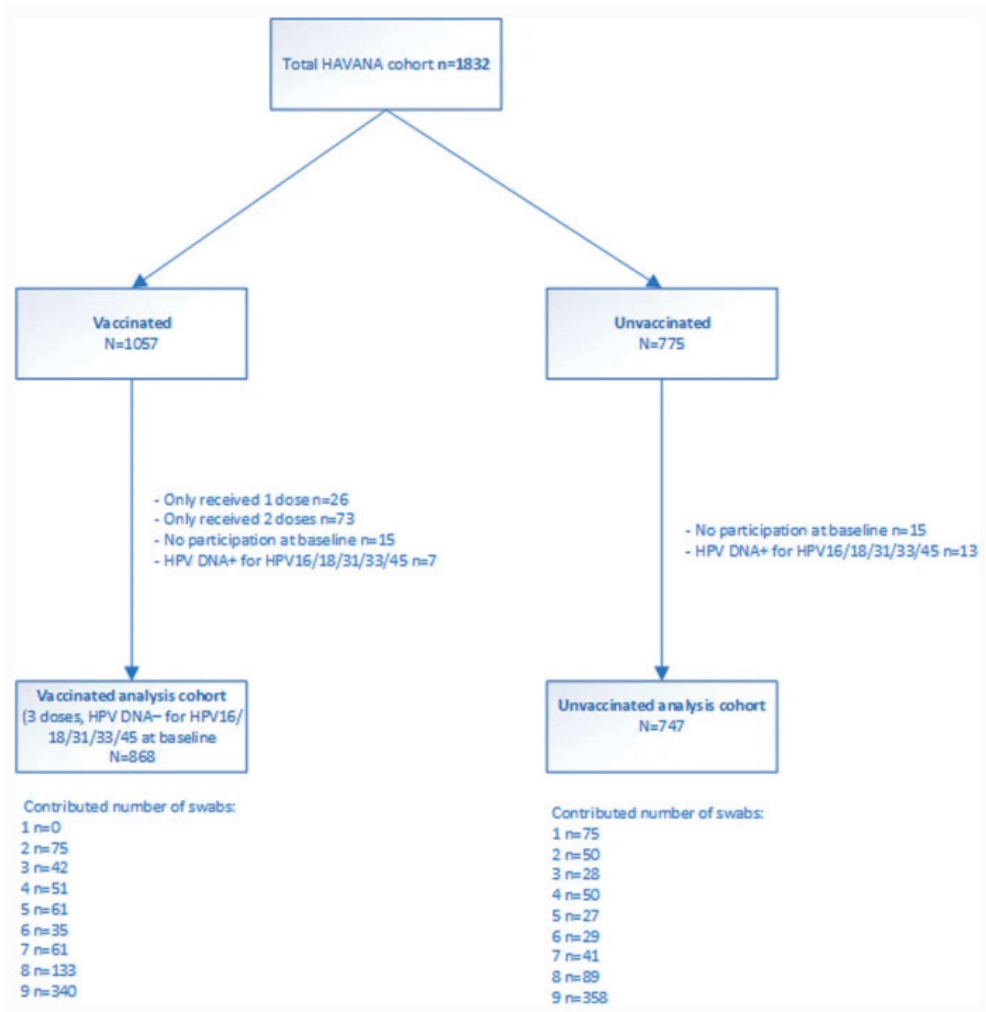 Total HAVANA cohort n=1832
Vaccinated
N=1057
Unvaccinated
N=775
- Only received 1 dose n=26
- Only received 2 doses n=73
- No participation at baseline n=15
- HPV DNA+ for HPV16/18/31/33/45 n=7
- No participation at baseline n=15
- HPV DNA+ for HPV16/18/31/33/45 n=13
Vaccinated analysis cohort
(3 doses, HPV DNA– for HPV16/
18/31/33/45 at baseline
N=868
Unvaccinated analysis cohort
N=747
Contributed number of swabs:
1 n=0
2 n=75
3 n=42
4 n=51
5 n=61
6 n=35
7 n=61
8 n=133
9 n=340
Contributed number of swabs:
1 n=75
2 n=50
3 n=28
4 n=50
5 n=27
6 n=29
7 n=41
8 n=89
9 n=358